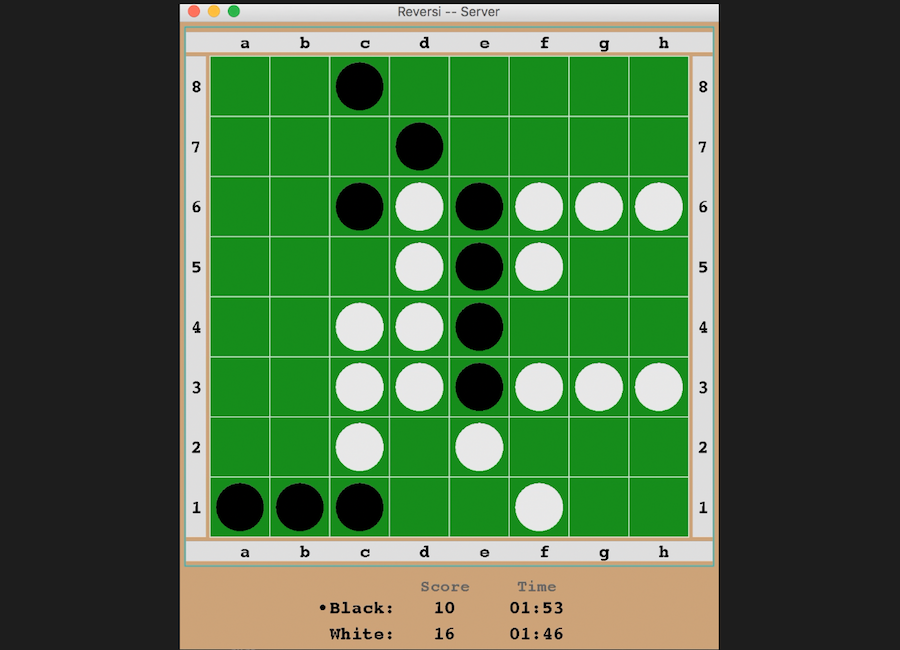 Reversi -- Server
a b c d e f g h
8 8
7 7
6 6
5 5
4 4
3 3
2 2
1 1
a b c d e f g h
Score Time
•Black: 10 01:53
White: 16 01:46